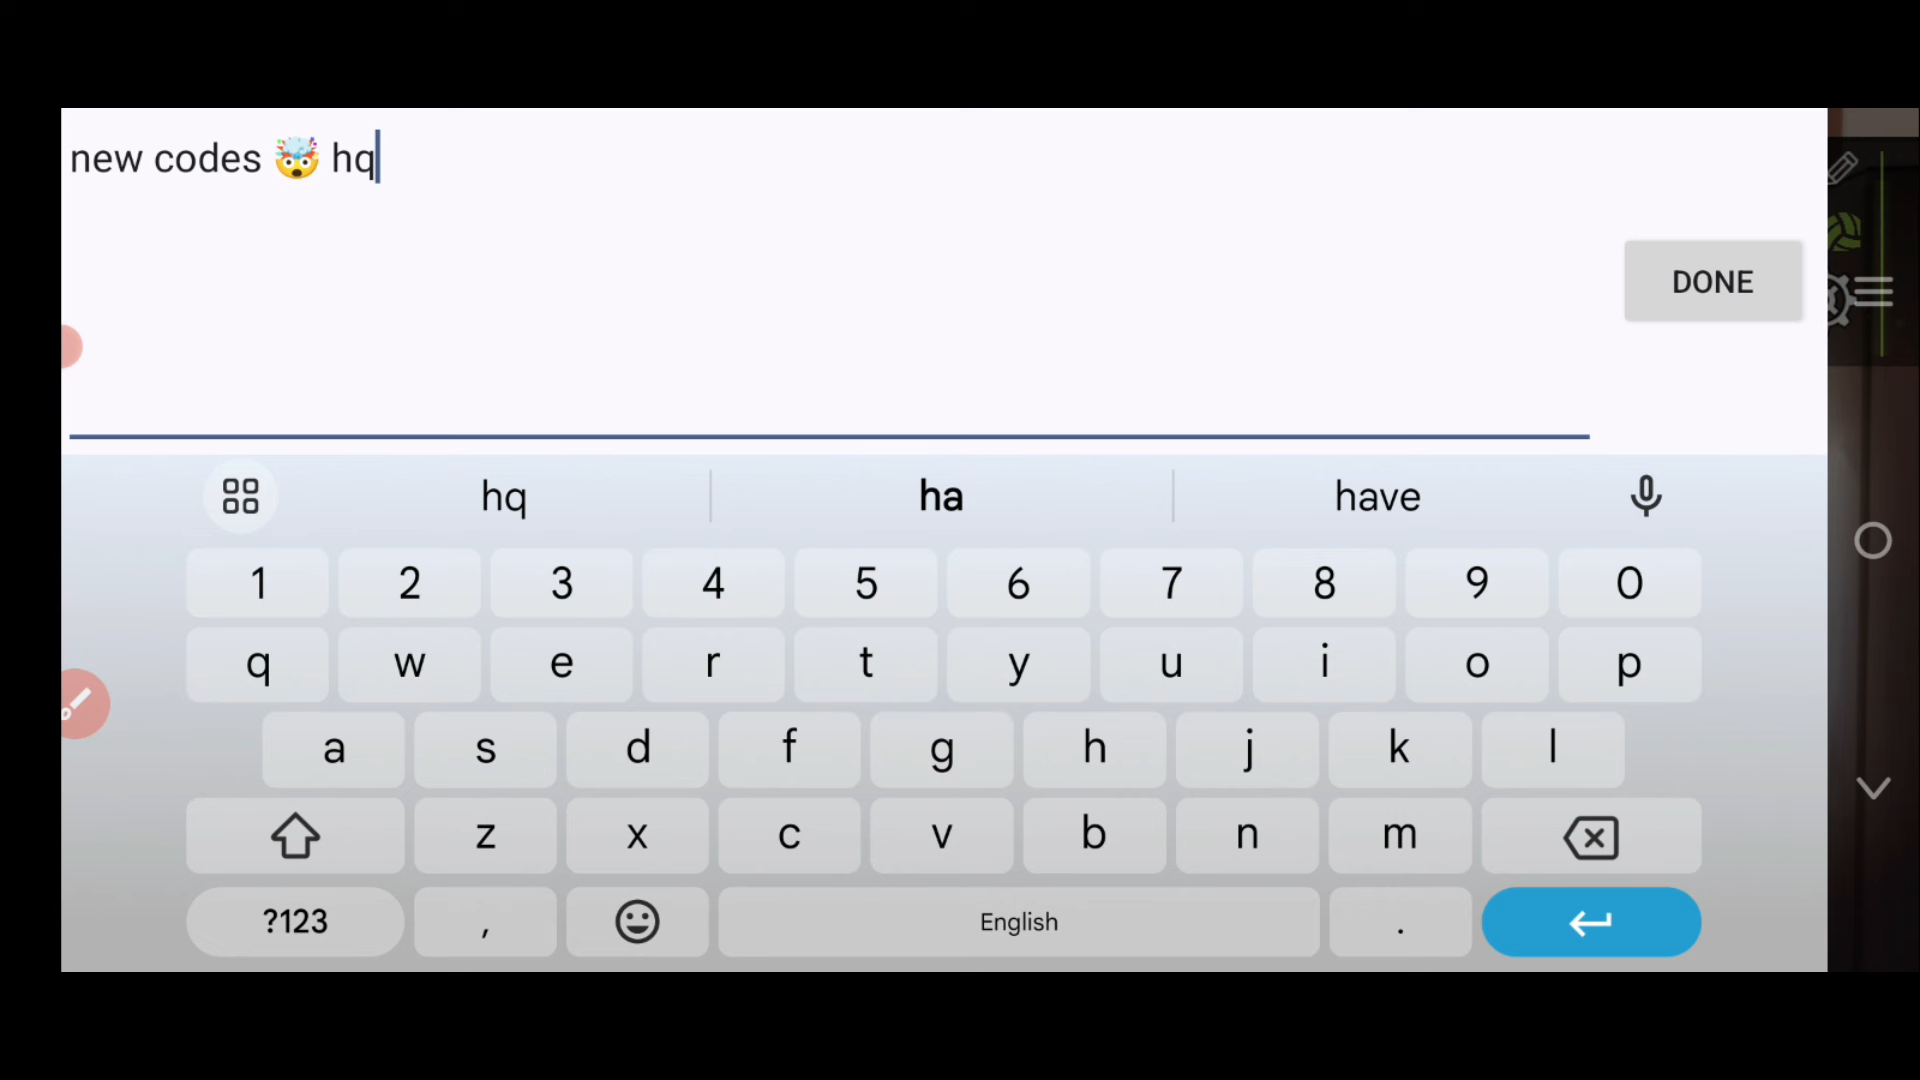 new codes 🤯 hq
DONE
hq ha have
1 2 3 4 5 6 7 8 9 0
q w e r t y u i o p
a s d f g h j k l
z x c v b n m
?123 , English .